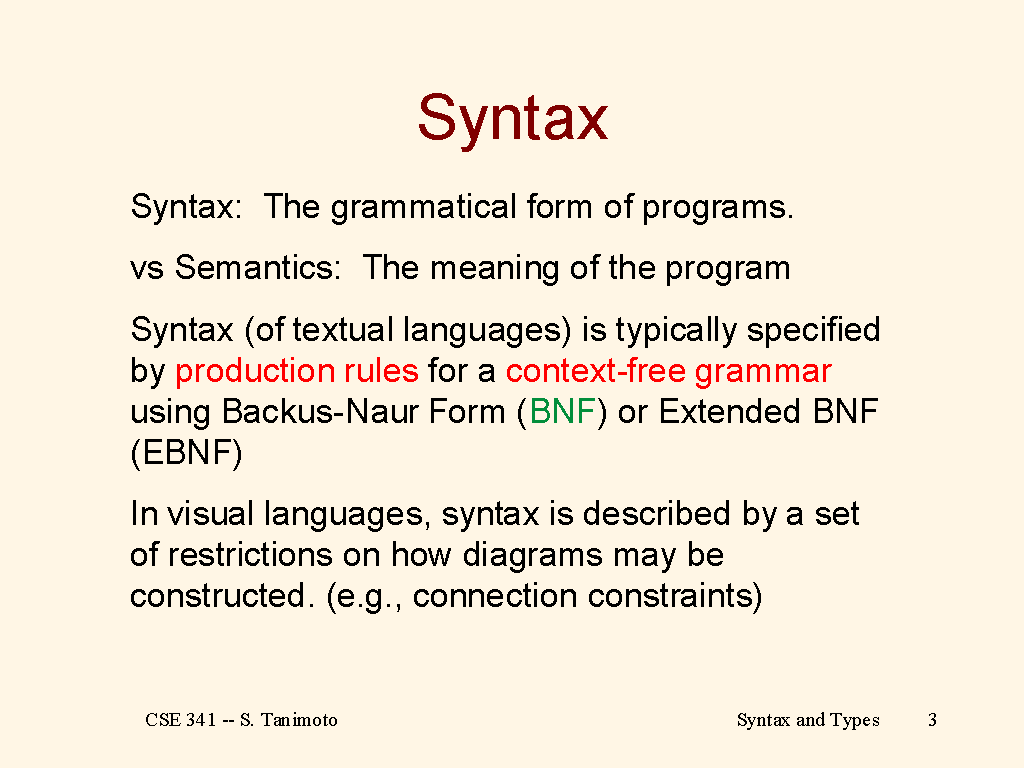 Syntax
Syntax:  The grammatical form of programs.
vs Semantics:  The meaning of the program
Syntax (of textual languages) is typically specified
by production rules for a context-free grammar
using Backus-Naur Form (BNF) or Extended BNF
(EBNF)
In visual languages, syntax is described by a set
of restrictions on how diagrams may be
constructed. (e.g., connection constraints)
CSE 341 -- S. Tanimoto
Syntax and Types
3